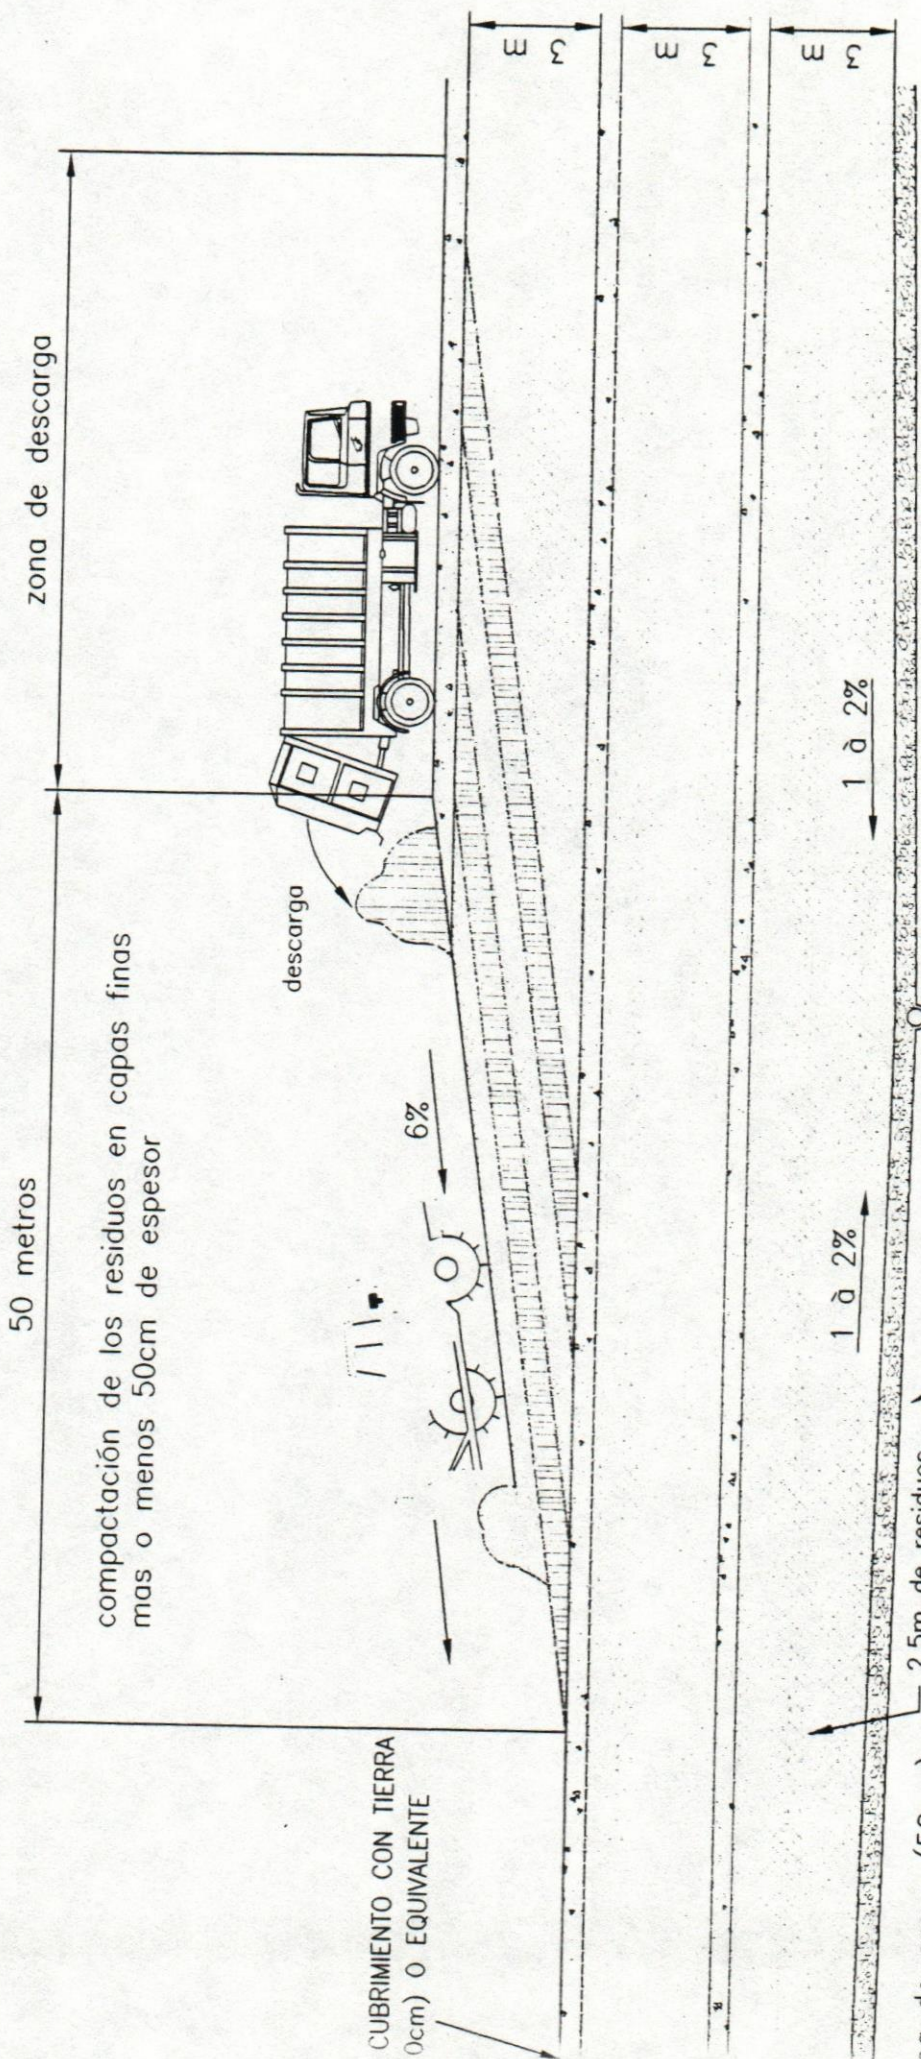 50 metros
zona de descarga
compactación de los residuos en capas finas
mas o menos 50cm de espesor
descarga
6%
3 m
3 m
3 m
CUBRIMIENTO CON TIERRA
0cm) O EQUIVALENTE
1 à 2%
1 à 2%
2.5m de residuos